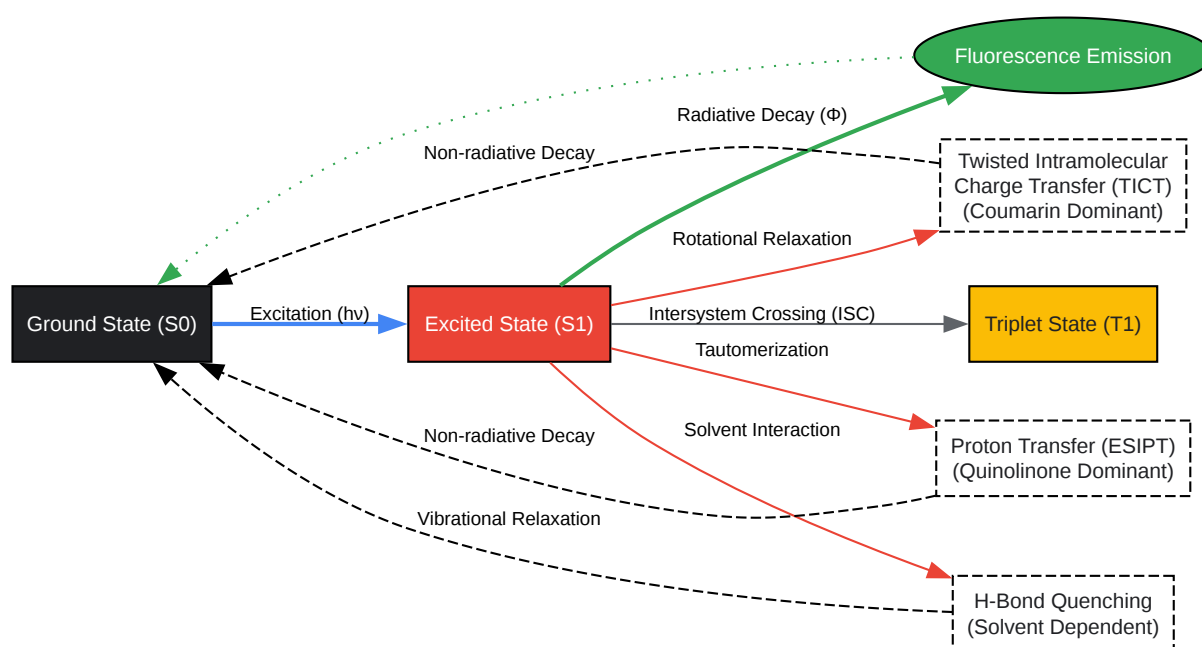 Fluorescence Emission
Radiative Decay (Φ)
Non-radiative Decay
Twisted Intramolecular
Charge Transfer (TICT)
(Coumarin Dominant)
Rotational Relaxation
Ground State (S0)
Excitation (hν)
Excited State (S1)
Intersystem Crossing (ISC)
Triplet State (T1)
Tautomerization
Solvent Interaction
Non-radiative Decay
Proton Transfer (ESIPT)
(Quinolinone Dominant)
Vibrational Relaxation
H-Bond Quenching
(Solvent Dependent)